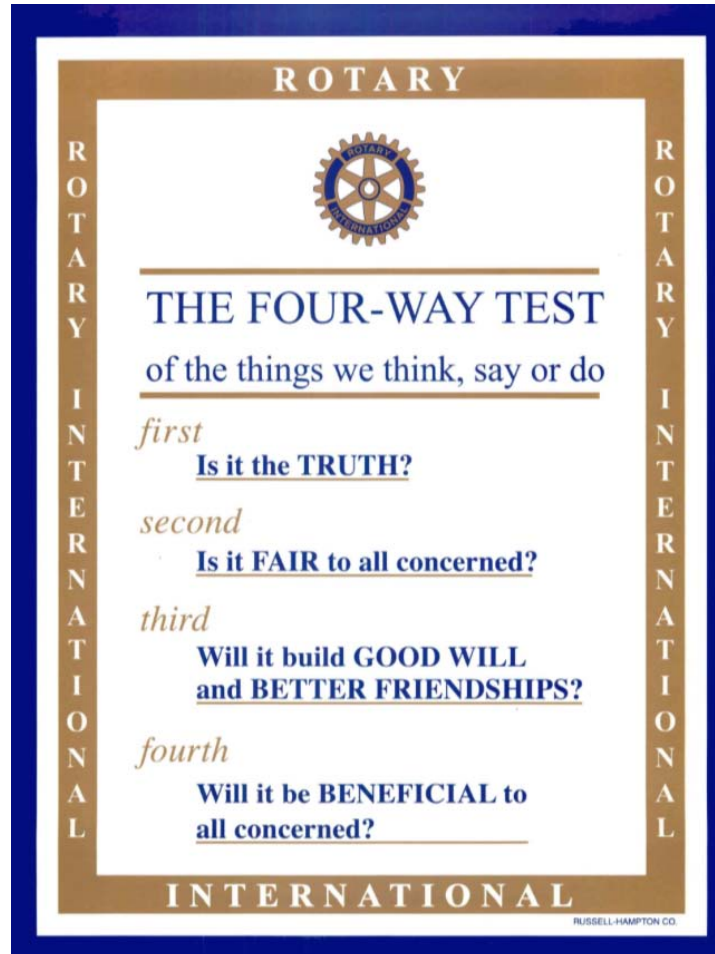 ROTARY
ROTARY INTERNATIONAL
ROTARY INTERNATIONAL
ROTARY
INTERNATIONAL
THE FOUR-WAY TEST
of the things we think, say or do
first
Is it the TRUTH?
second
Is it FAIR to all concerned?
third
Will it build GOOD WILL
and BETTER FRIENDSHIPS?
fourth
Will it be BENEFICIAL to
all concerned?
INTERNATIONAL
RUSSELL-HAMPTON CO.